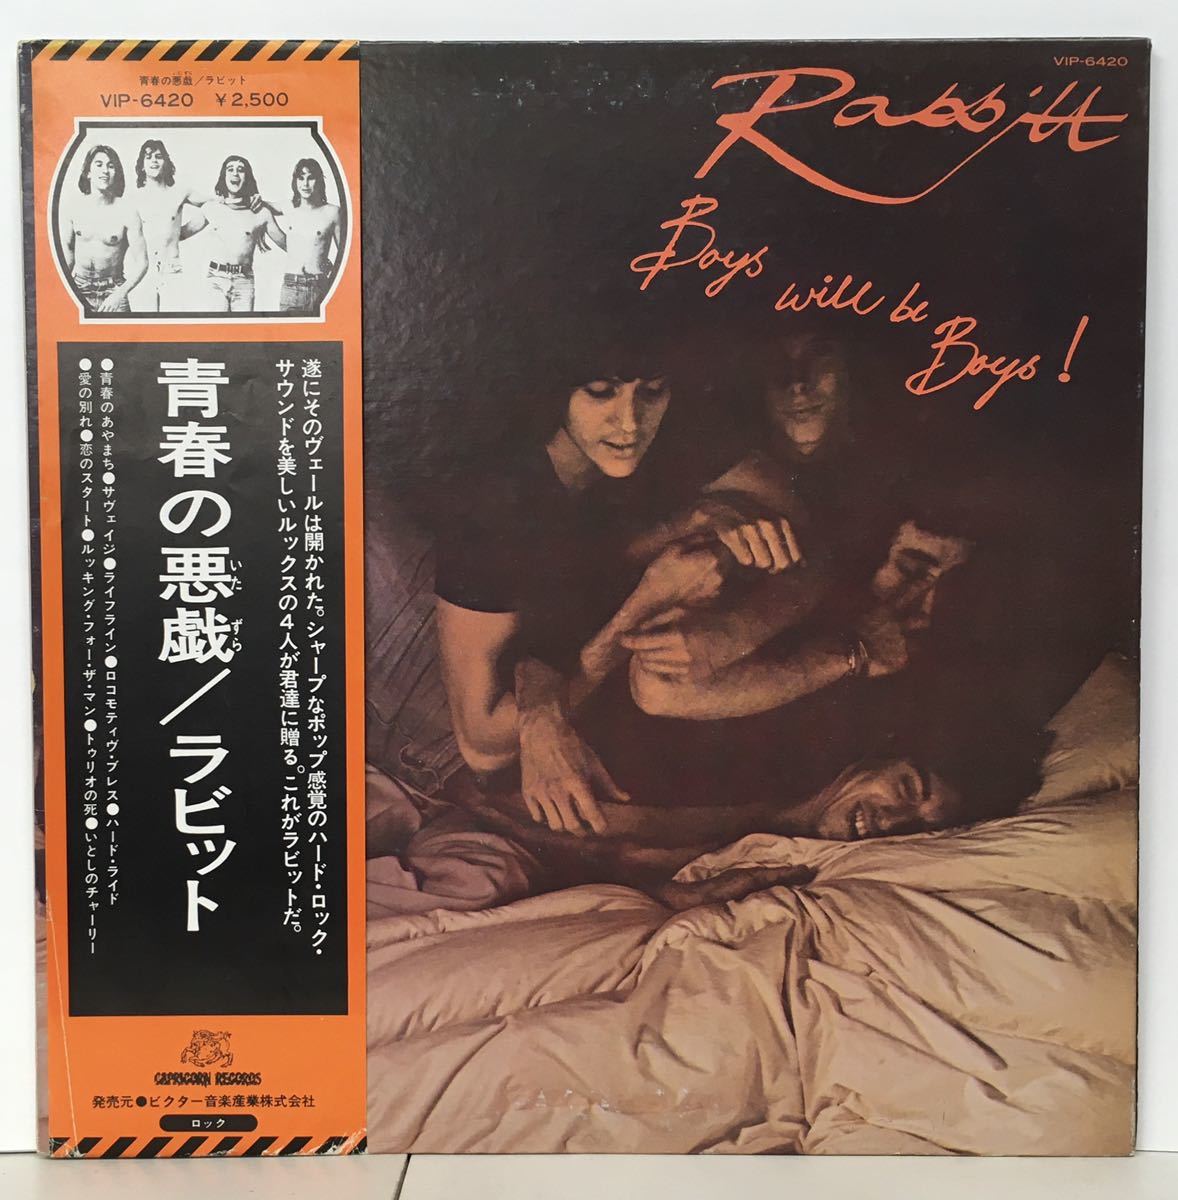 青春の悪戯／ラビット
VIP-6420 ¥2,500
遂にそのヴェールは開かれた。シャープなポップ感覚のハード・ロック・
サウンドを美しいルックスの4人が君達に贈る。これがラビットだ。
青春の悪戯／ラビット
いた ずら
●青春のあやまち●サヴェイジ●ライフライン●ロコモティヴ・ブレス●ハード・ライド
●愛の別れ●恋のスタート●ルッキング・フォー・ザ・マン●トゥリオの死●いとしのチャーリー
CAPRICORN RECORDS
発売元●ビクター音楽産業株式会社
ロック
VIP-6420
Rabbitt
Boys
will be
Boys!